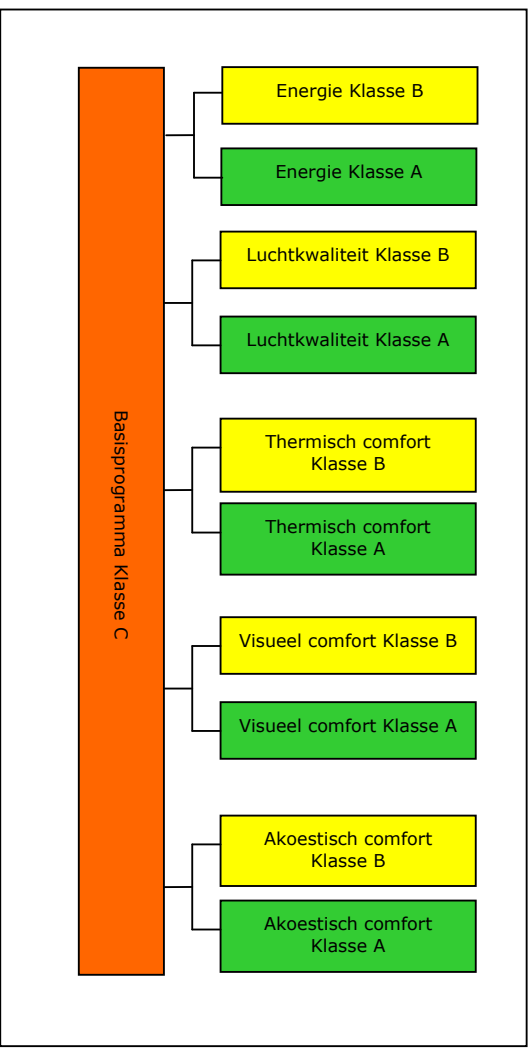 Energie Klasse B
Energie Klasse A
Luchtkwaliteit Klasse B
Luchtkwaliteit Klasse A
Basisprogramma Klasse C
Thermisch comfort
Klasse B
Thermisch comfort
Klasse A
Visueel comfort Klasse B
Visueel comfort Klasse A
Akoestisch comfort
Klasse B
Akoestisch comfort
Klasse A